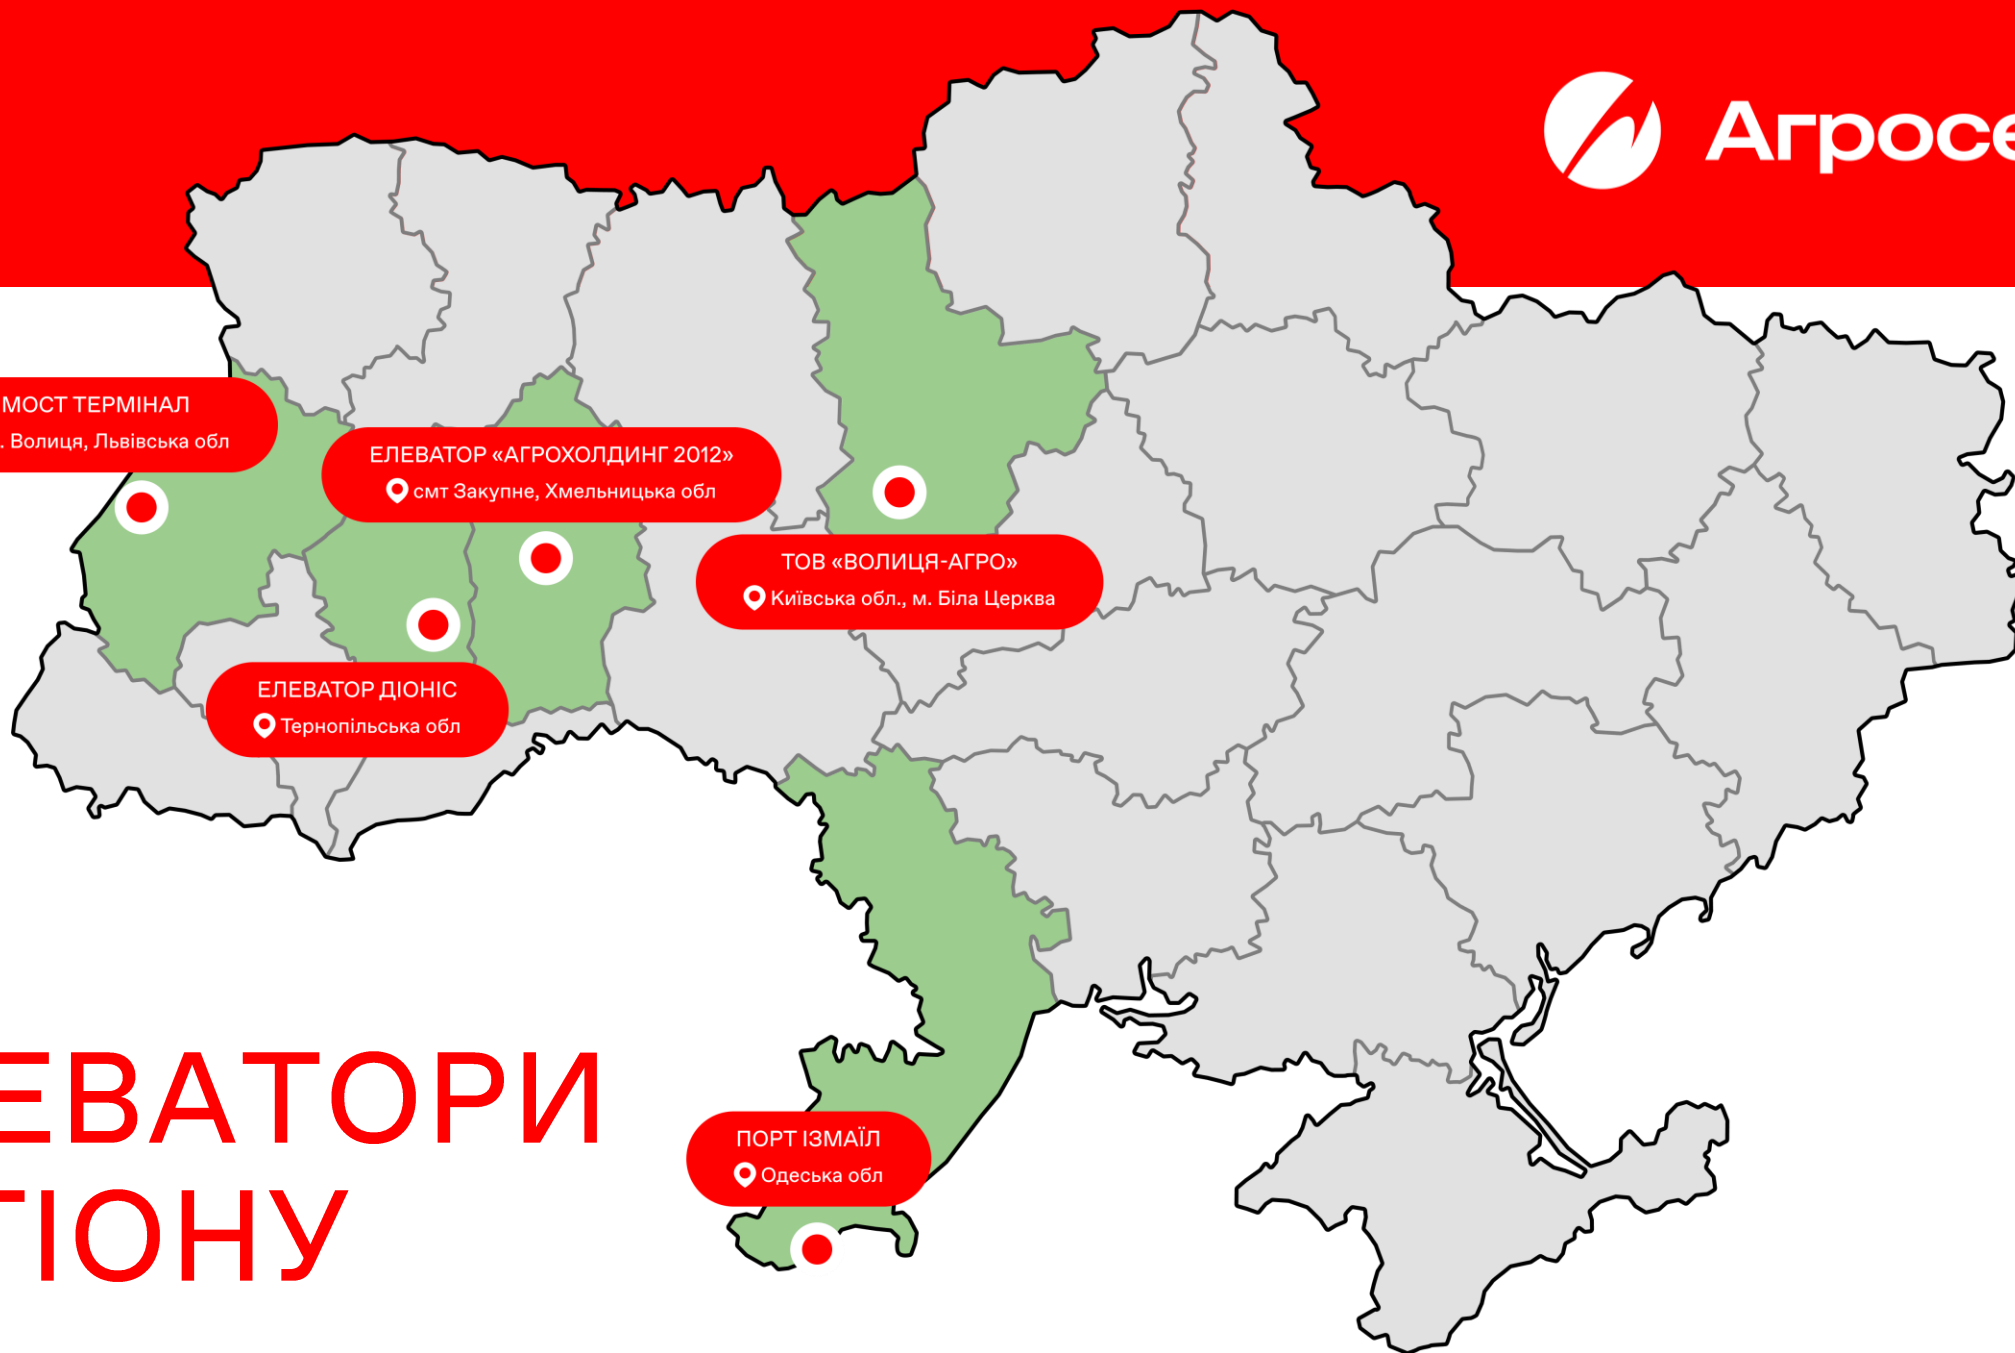 Агросе
МОСТ ТЕРМІНАЛ
. Волиця, Львівська обл
ЕЛЕВАТОР «АГРОХОЛДИНГ 2012»
смт Закупне, Хмельницька обл
ТОВ «ВОЛИЦЯ-АГРО»
Київська обл., м. Біла Церква
ЕЛЕВАТОР ДІОНІС
Тернопільська обл
ПОРТ ІЗМАЇЛ
Одеська обл
ЕВАТОРИ
ГІОНУ